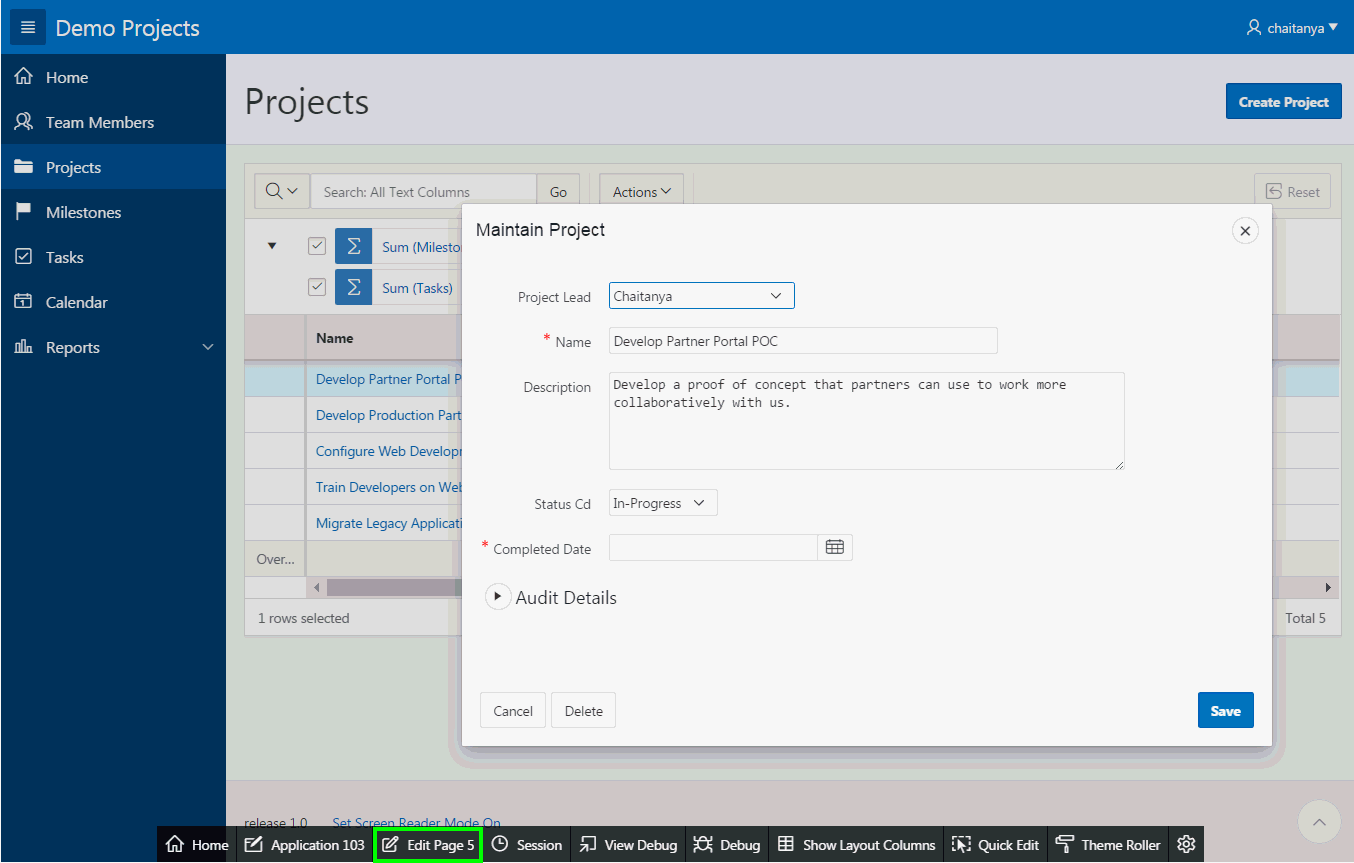 Demo Projects
chaitanya
Home
Team Members
Projects
Milestones
Tasks
Calendar
Reports
Projects
Create Project
Search: All Text Columns
Go
Actions
Reset
Sum (Milesto
Sum (Tasks)
Name
Develop Partner Portal P
Develop Production Part
Configure Web Develop
Train Developers on Web
Migrate Legacy Applicati
Over...
1 rows selected
Total 5
Maintain Project
Project Lead
Chaitanya
* Name
Develop Partner Portal POC
Description
Develop a proof of concept that partners can use to work more
collaboratively with us.
Status Cd
In-Progress
* Completed Date
Audit Details
Cancel
Delete
Save
release 1.0
Set Screen Reader Mode On
Home
Application 103
Edit Page 5
Session
View Debug
Debug
Show Layout Columns
Quick Edit
Theme Roller